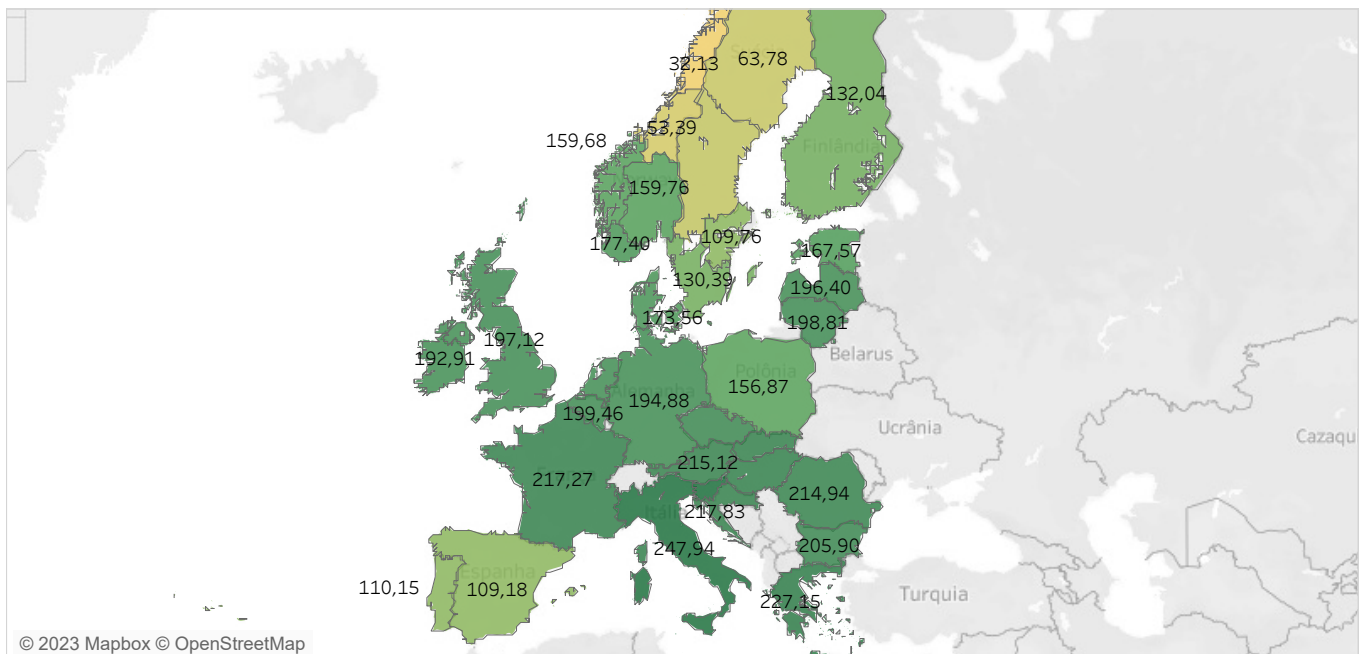 63,78
32,13
132,04
53,39
159,68
Finlândia
159,76
177,40
109,76
167,57
130,39
196,40
173,56
198,81
197,12
192,91
Belarus
Polônia
156,87
Alemanha
194,88
199,46
Ucrânia
Cazaqu
215,12
217,27
214,94
217,83
Itália
247,94
205,90
Espanha
110,15
109,18
227,15
Turquia
© 2023 Mapbox © OpenStreetMap